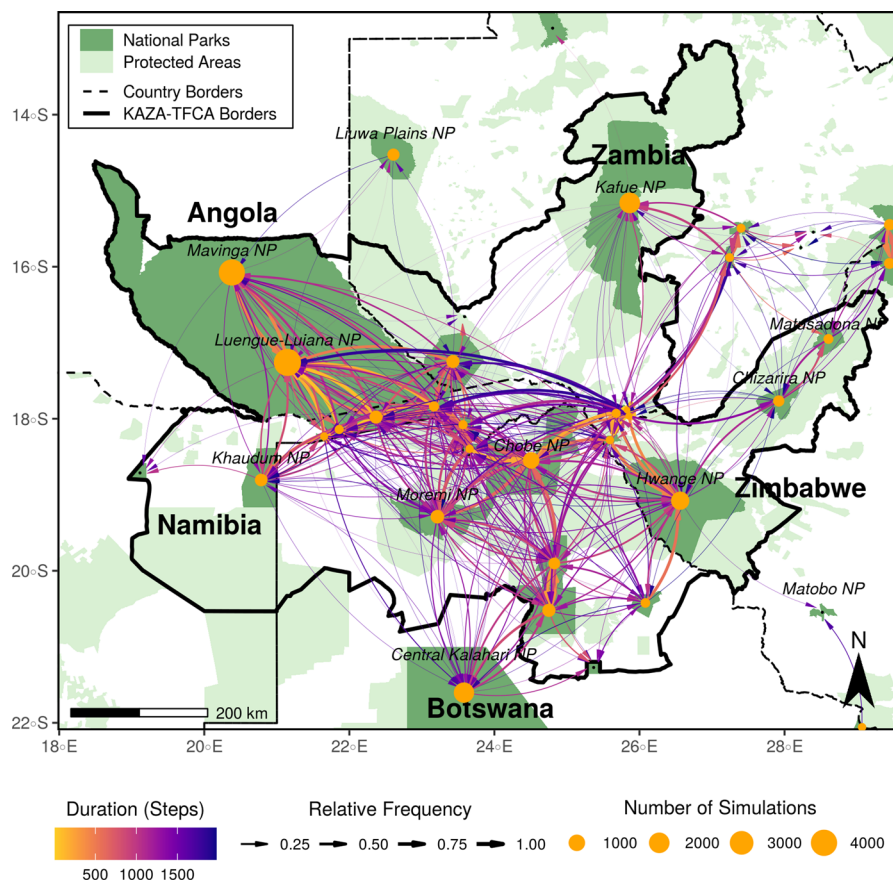 National Parks
Protected Areas
Country Borders
KAZA-TFCA Borders
14°S
16°S
18°S
20°S
22°S
18°E
20°E
22°E
24°E
26°E
28°E
Liuwa Plains NP
Zambia
Kafue NP
Angola
Mavinga NP
Luengue-Luiana NP
Matusadona NP
Chizarira NP
Khaudum NP
Chobe NP
Hwange NP
Moremi NP
Zimbabwe
Namibia
Matobo NP
Central Kalahari NP
Botswana
N
200 km
Duration (Steps)
500 1000 1500
Relative Frequency
0.25 0.50 0.75 1.00
Number of Simulations
1000 2000 3000 4000